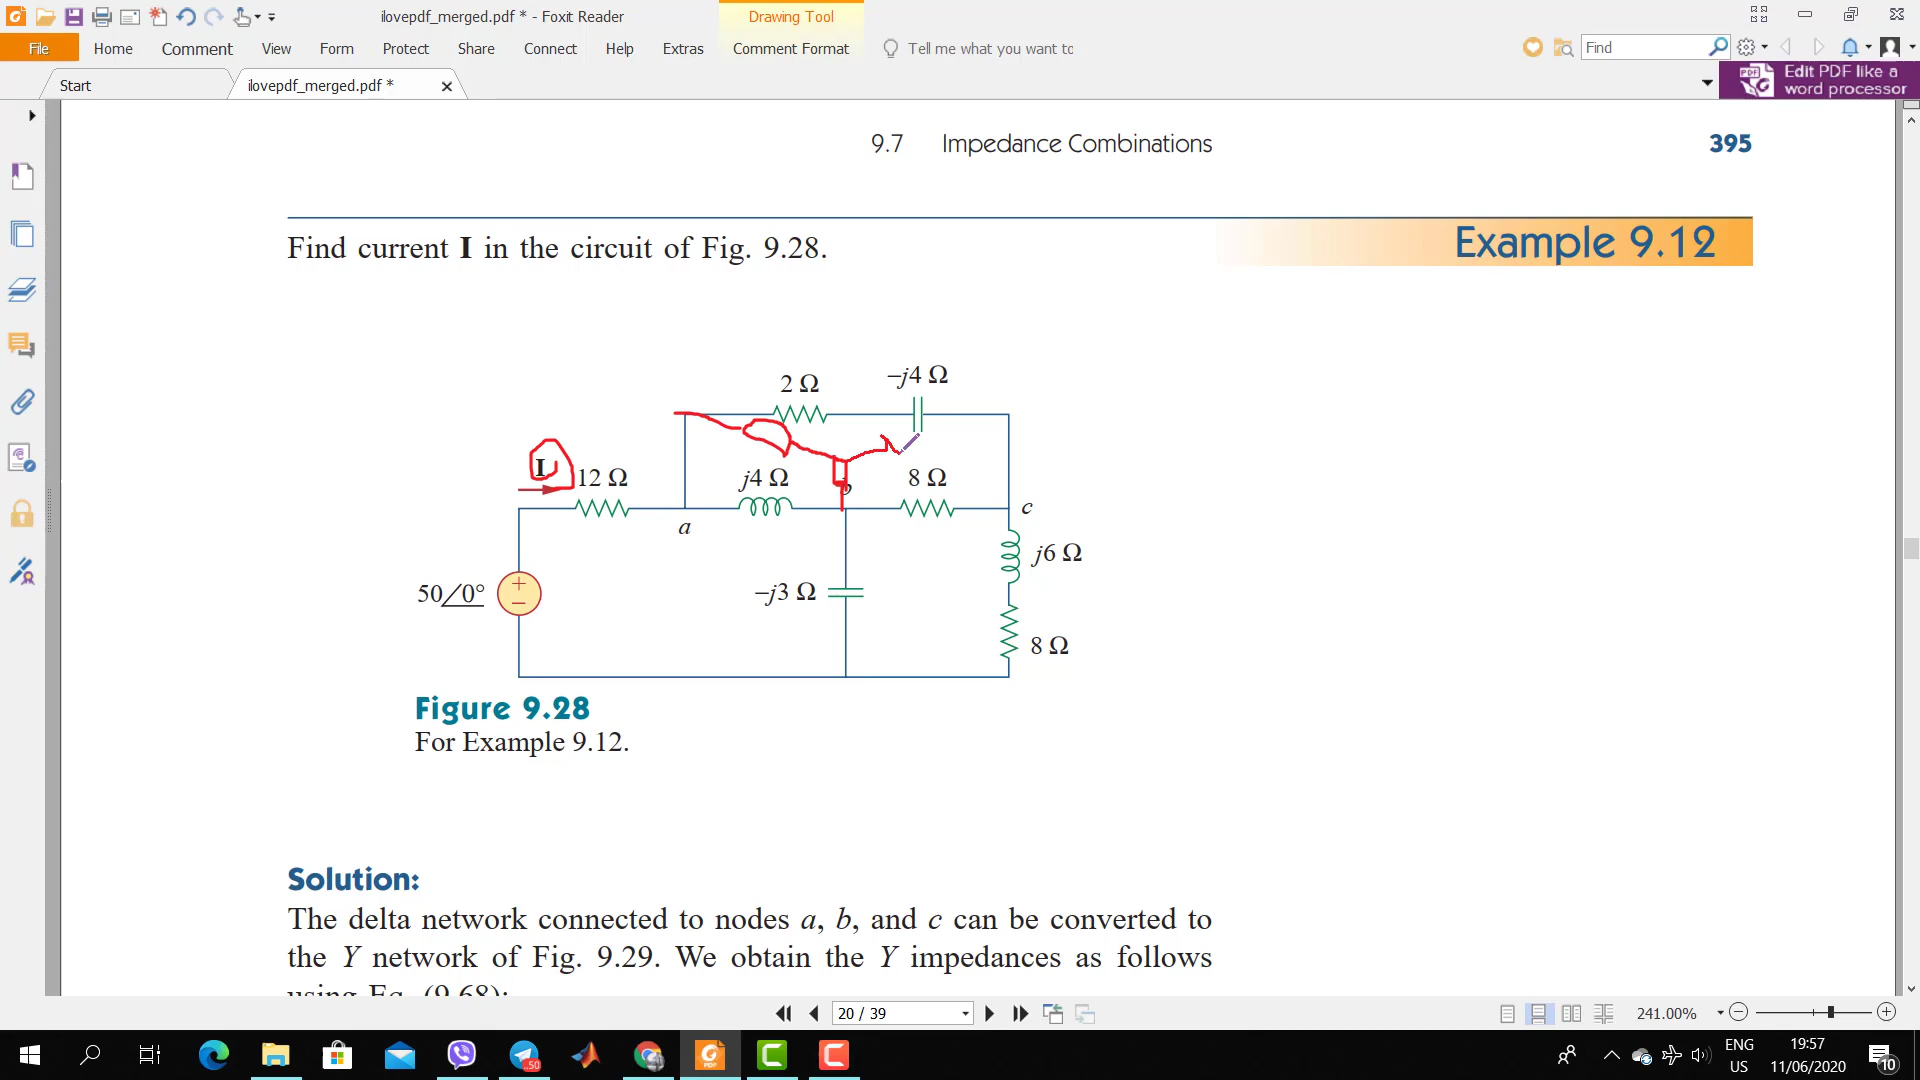 ilovepdf_merged.pdf * - Foxit Reader
Drawing Tool
File
Home
Comment
View
Form
Protect
Share
Connect
Help
Extras
Comment Format
Tell me what you want to
Find
Start
ilovepdf_merged.pdf *
Edit PDF like a
word processor
9.7 Impedance Combinations
395
Find current I in the circuit of Fig. 9.28.
Example 9.12
2 Ω
−j4 Ω
I
12 Ω
j4 Ω
b
8 Ω
a
c
j6 Ω
50∠0°
+
−
−j3 Ω
8 Ω
Figure 9.28
For Example 9.12.
Solution:
The delta network connected to nodes a, b, and c can be converted to
the Y network of Fig. 9.29. We obtain the Y impedances as follows
using Eq. (9.68):
20 / 39
241.00%
.50
ENG
US
19:57
11/06/2020
10